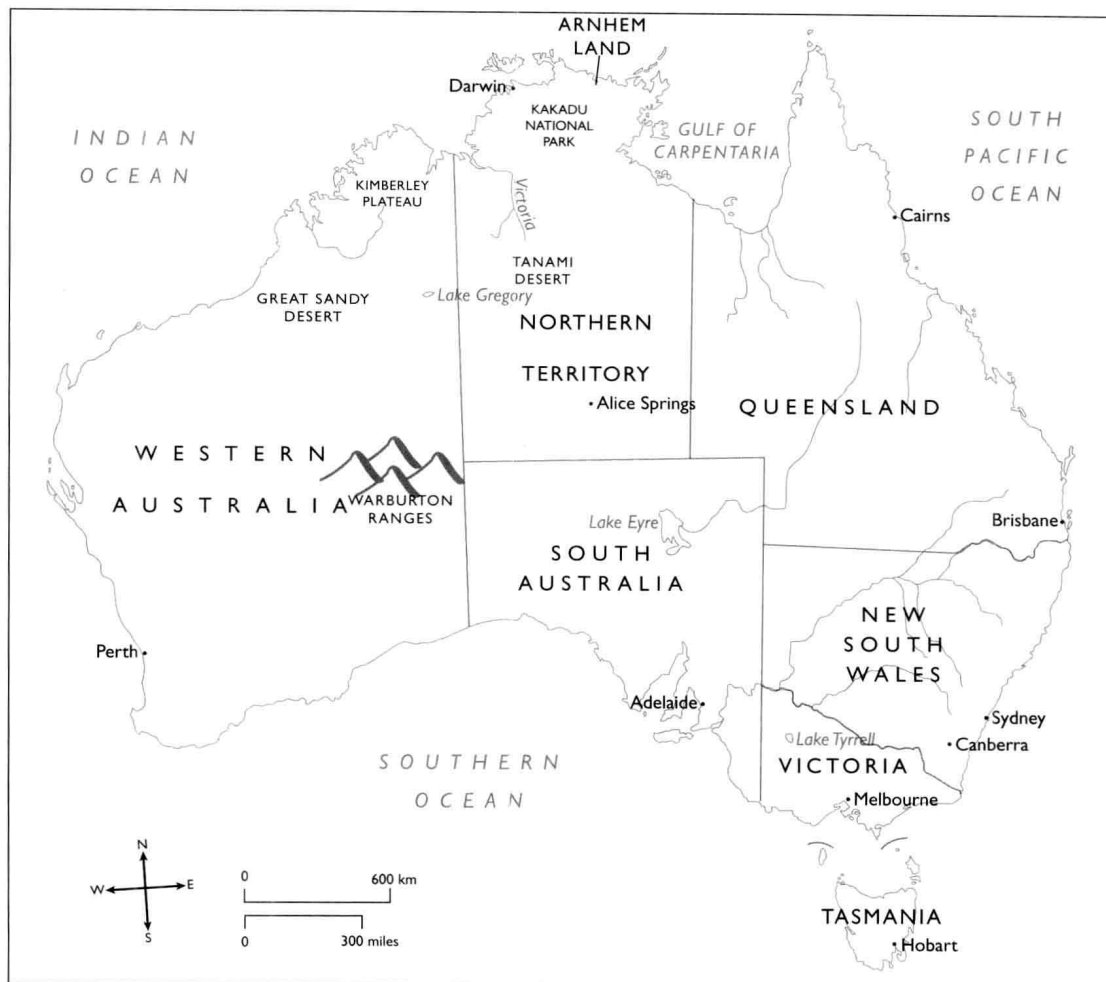 ARNHEM
LAND
Darwin
KAKADU
NATIONAL
PARK
INDIAN
OCEAN
GULF OF
CARPENTARIA
SOUTH
PACIFIC
OCEAN
KIMBERLEY
PLATEAU
Victoria
Cairns
TANAMI
DESERT
GREAT SANDY
DESERT
Lake Gregory
NORTHERN
TERRITORY
Alice Springs
QUEENSLAND
WESTERN
AUSTRALIA
WARBURTON
RANGES
Lake Eyre
Brisbane
SOUTH
AUSTRALIA
NEW
SOUTH
WALES
Perth
Adelaide
Sydney
Lake Tyrrell
Canberra
VICTORIA
SOUTHERN
OCEAN
Melbourne
N
W E
S
0 600 km
0 300 miles
TASMANIA
Hobart